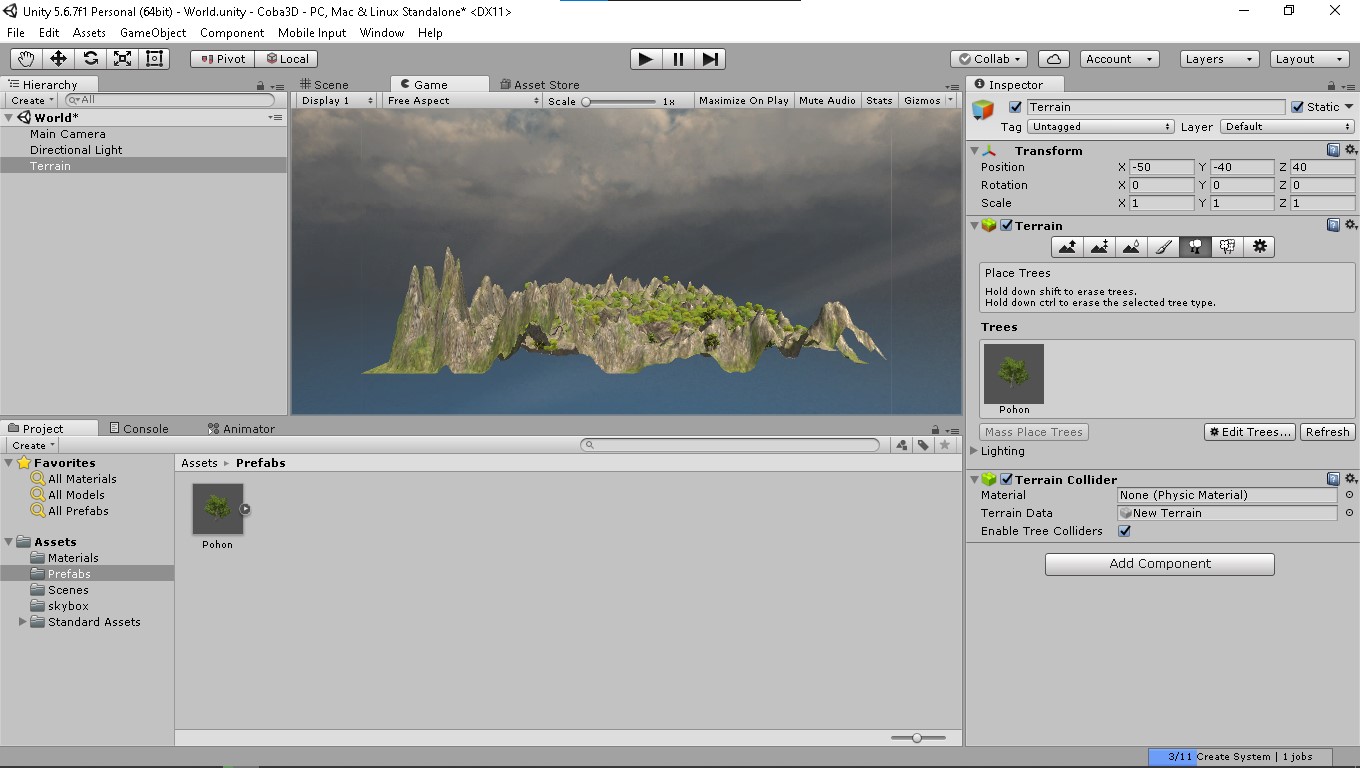 Unity 5.6.7f1 Personal (64bit) - World.unity - Coba3D - PC, Mac & Linux Standalone* <DX11>
File Edit Assets GameObject Component Mobile Input Window Help
Pivot Local Collab Account Layers Layout
Hierarchy
Create All
World*
Main Camera
Directional Light
Terrain
Scene Game Asset Store
Display 1 Free Aspect Scale 1x Maximize On Play Mute Audio Stats Gizmos
Inspector
Terrain Static
Tag Untagged Layer Default
Transform
Position X -50 Y -40 Z 40
Rotation X 0 Y 0 Z 0
Scale X 1 Y 1 Z 1
Terrain
Place Trees
Hold down shift to erase trees.
Hold down ctrl to erase the selected tree type.
Trees
Pohon
Mass Place Trees Edit Trees... Refresh
Lighting
Terrain Collider
Material None (Physic Material)
Terrain Data New Terrain
Enable Tree Colliders
Add Component
Project Console Animator
Create
Favorites
All Materials
All Models
All Prefabs
Assets
Materials
Prefabs
Scenes
skybox
Standard Assets
Assets Prefabs
Pohon
3/11 Create System | 1 jobs